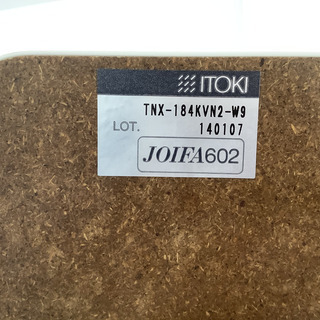 ITOKI
TNX-184KVN2-W9
LOT. 140107
JOIFA602